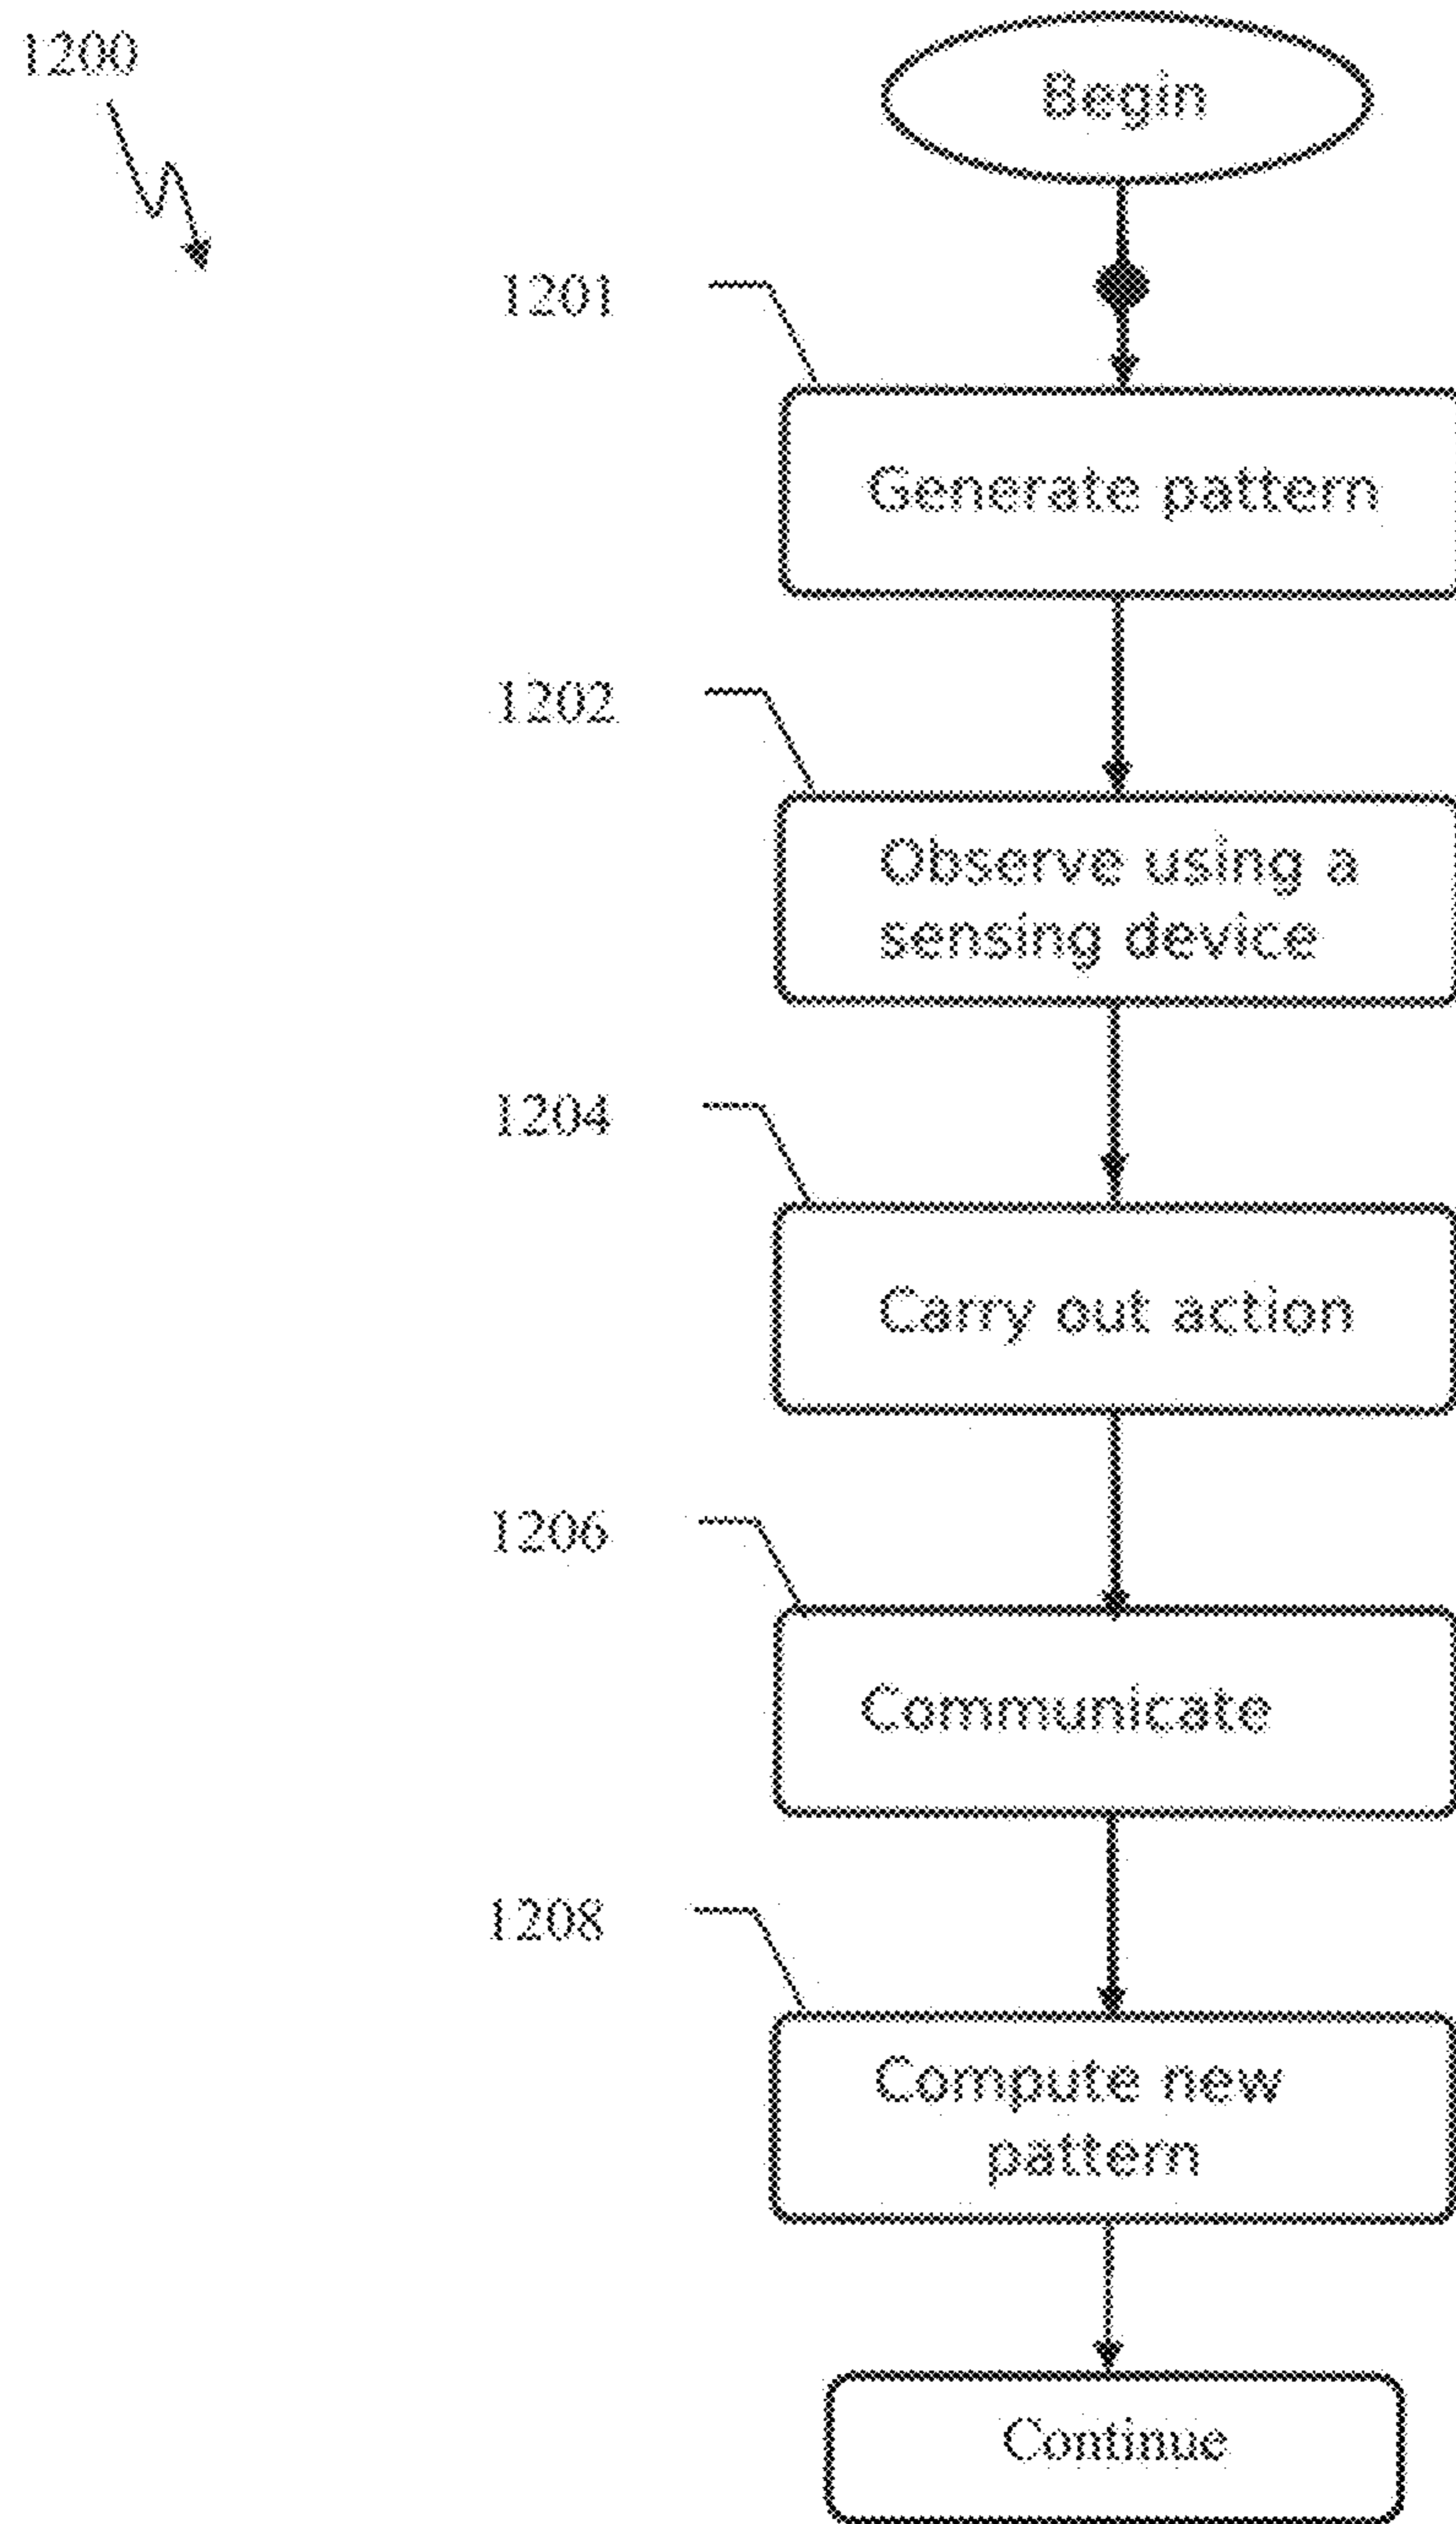 1200
Begin
1201
Generate pattern
1202
Observe using a
sensing device
1204
Carry out action
1206
Communicate
1208
Compute new
pattern
Continue